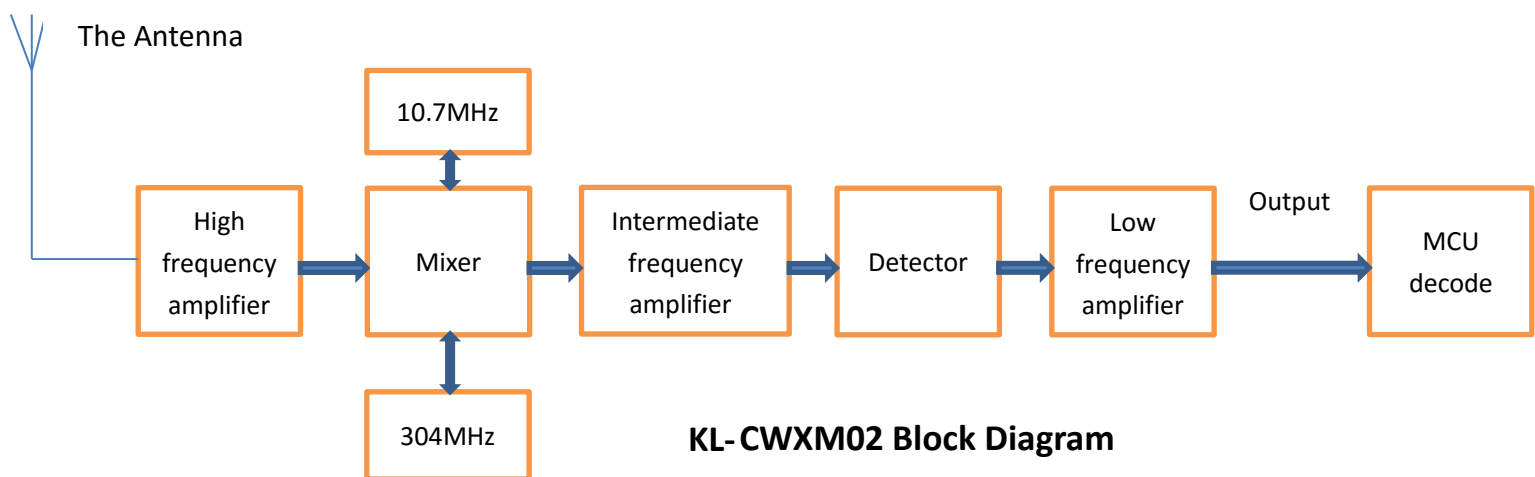 The Antenna
10.7MHz
High
frequency
amplifier
Mixer
Intermediate
frequency
amplifier
Detector
Low
frequency
amplifier
Output
MCU
decode
304MHz
KL-CWXM02 Block Diagram